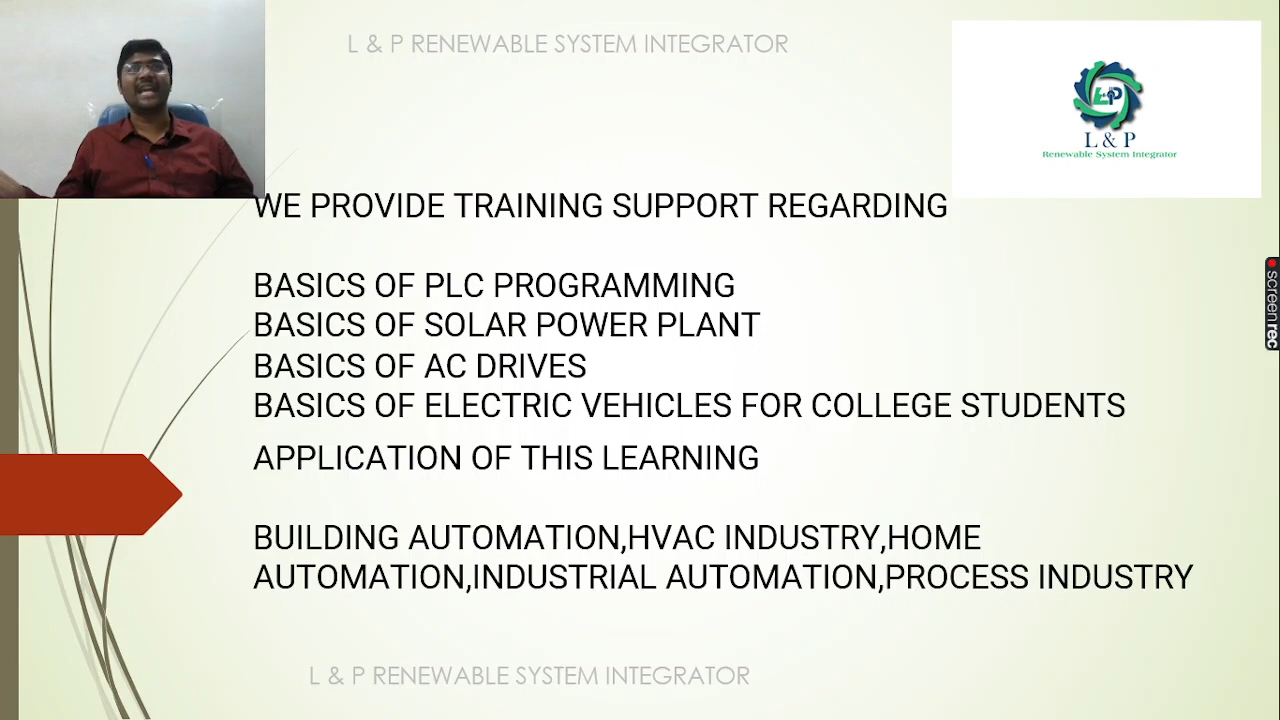 L & P RENEWABLE SYSTEM INTEGRATOR
L&P
L & P
Renewable System Integrator
WE PROVIDE TRAINING SUPPORT REGARDING
BASICS OF PLC PROGRAMMING
BASICS OF SOLAR POWER PLANT
BASICS OF AC DRIVES
BASICS OF ELECTRIC VEHICLES FOR COLLEGE STUDENTS
APPLICATION OF THIS LEARNING
BUILDING AUTOMATION,HVAC INDUSTRY,HOME
AUTOMATION,INDUSTRIAL AUTOMATION,PROCESS INDUSTRY
L & P RENEWABLE SYSTEM INTEGRATOR
screenrec